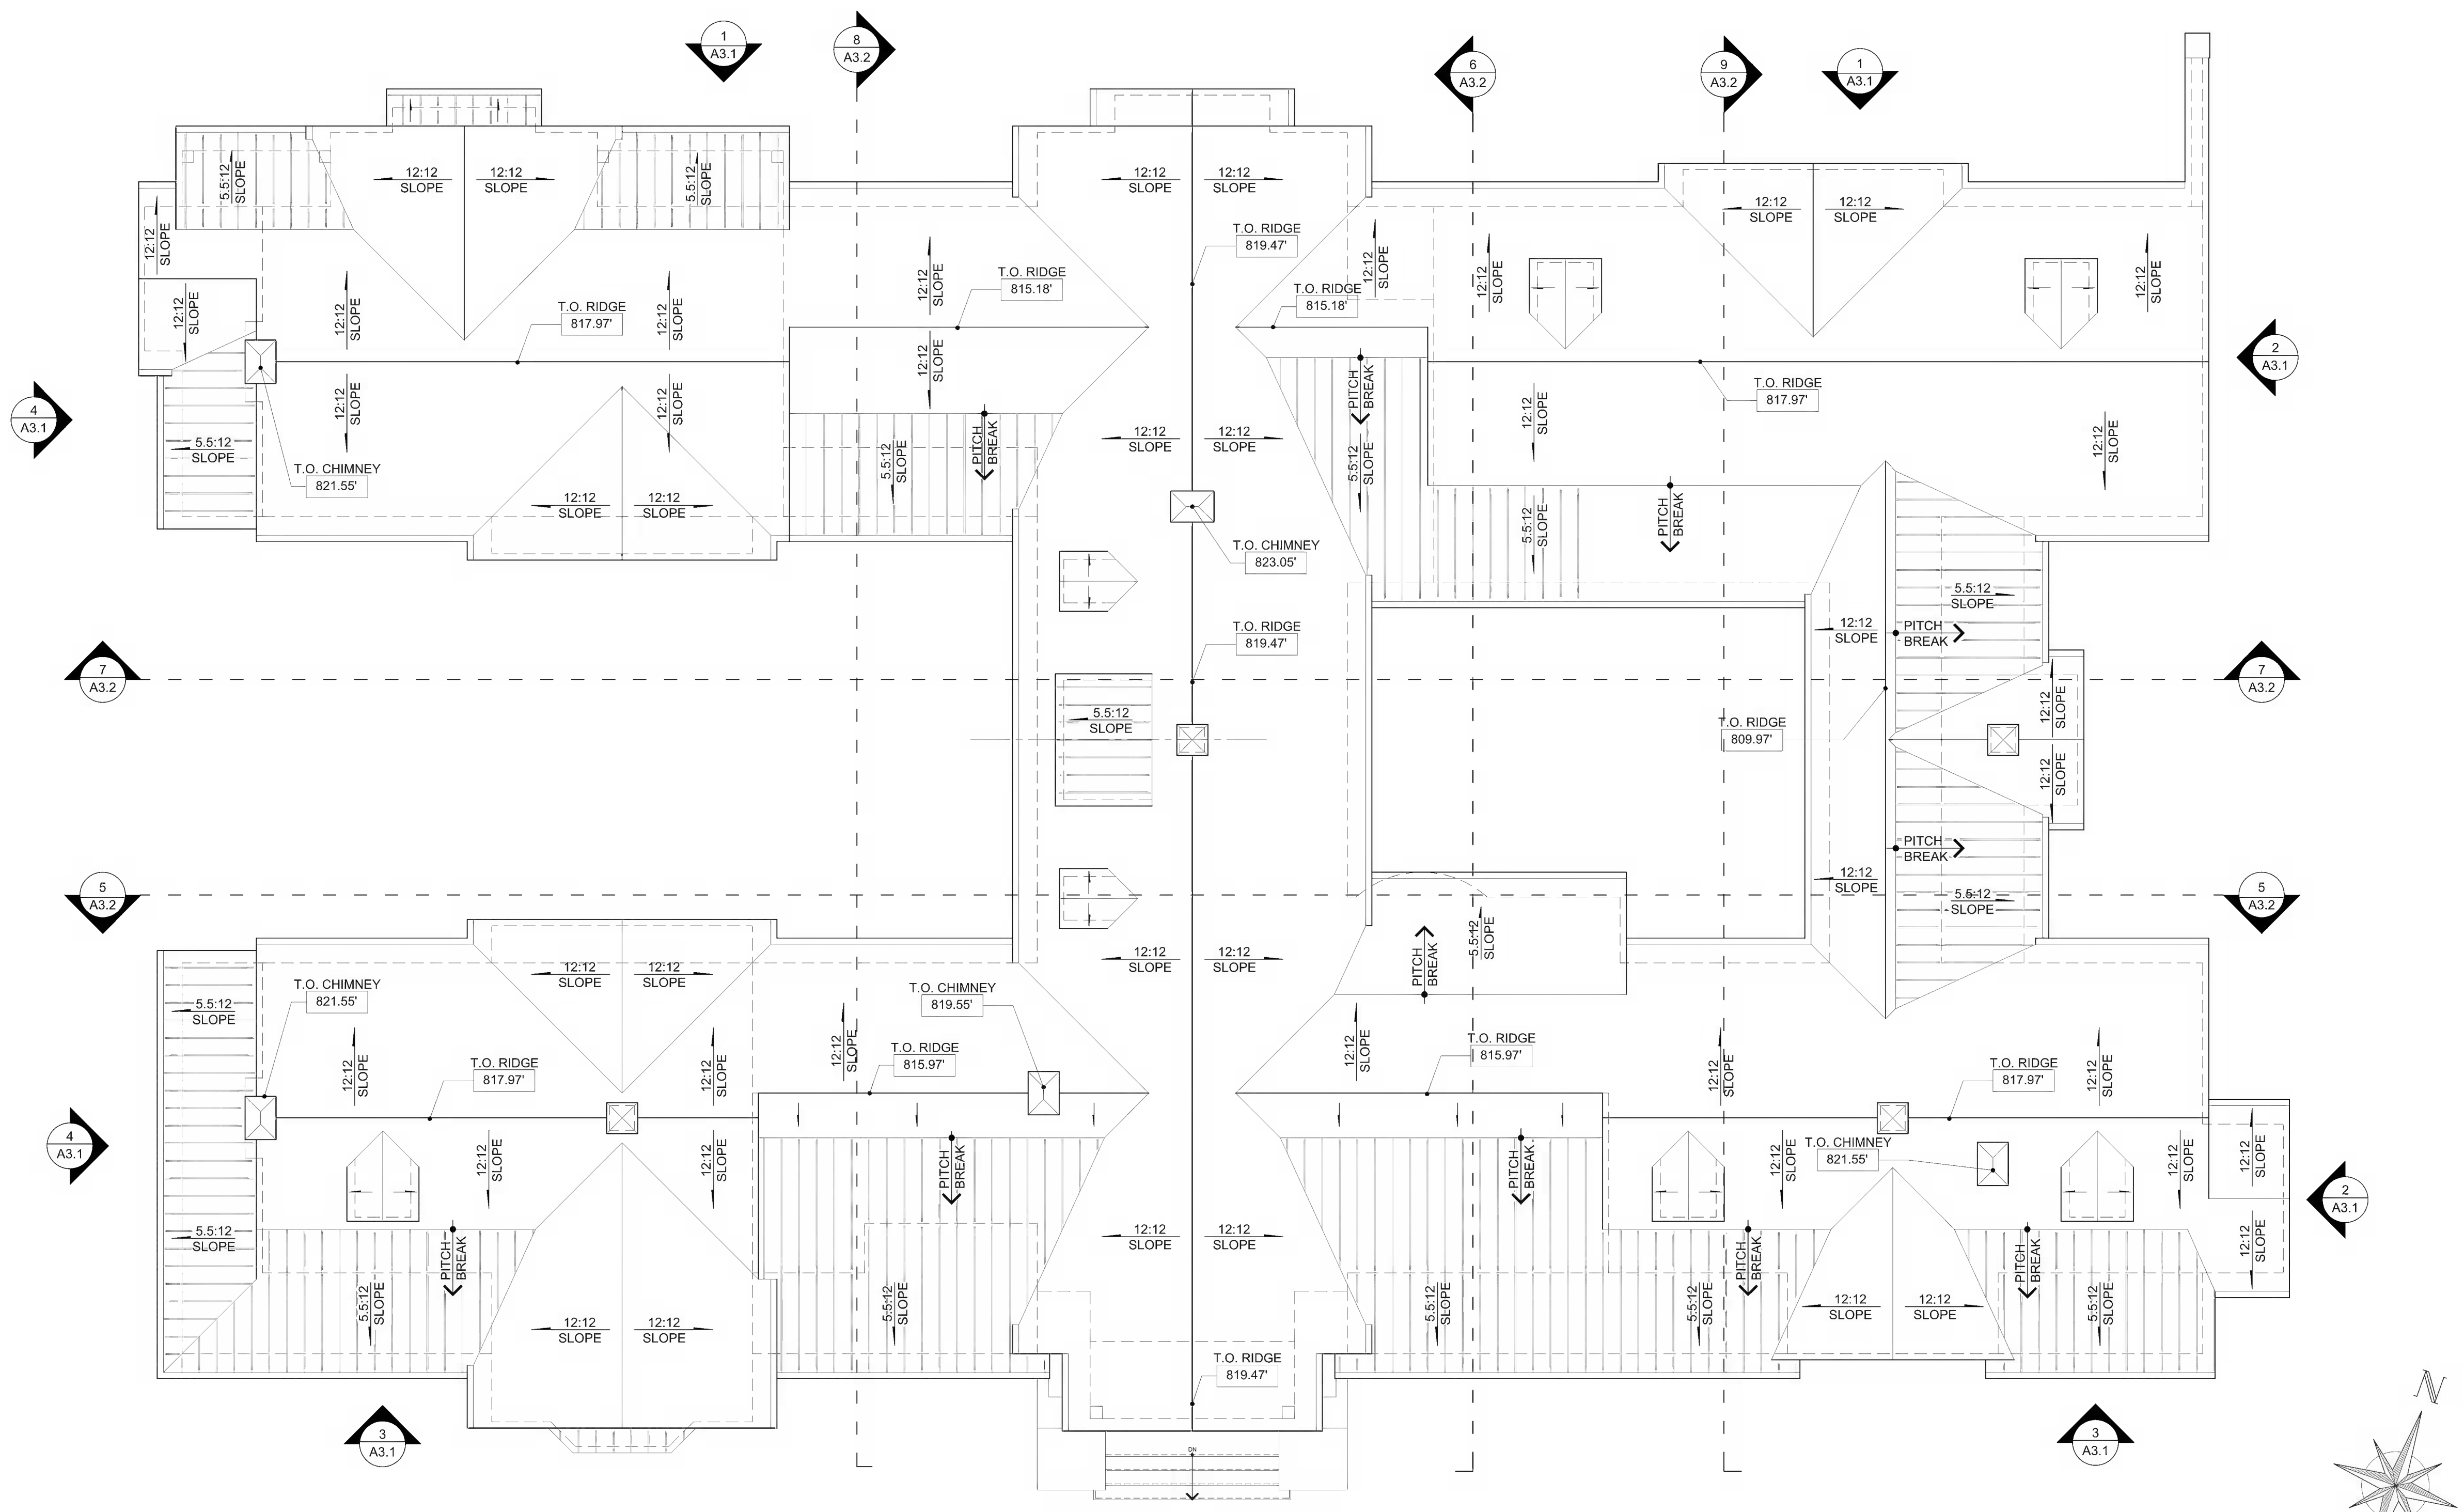 1
A3.1
8
A3.2
6
A3.2
9
A3.2
1
A3.1
5.5:12
SLOPE
12:12
SLOPE
12:12
SLOPE
5.5:12
SLOPE
12:12
SLOPE
12:12
SLOPE
12:12
SLOPE
12:12
SLOPE
12:12
SLOPE
T.O. RIDGE
819.47'
12:12
SLOPE
12:12
SLOPE
12:12
SLOPE
12:12
SLOPE
T.O. RIDGE
815.18'
T.O. RIDGE
815.18'
12:12
SLOPE
12:12
SLOPE
12:12
SLOPE
12:12
SLOPE
T.O. RIDGE
817.97'
12:12
SLOPE
2
A3.1
4
A3.1
12:12
SLOPE
12:12
SLOPE
PITCH
BREAK
T.O. RIDGE
817.97'
5.5:12
SLOPE
T.O. CHIMNEY
821.55'
5.5:12
SLOPE
PITCH
BREAK
12:12
SLOPE
12:12
SLOPE
5.5:12
SLOPE
12:12
SLOPE
12:12
SLOPE
12:12
SLOPE
12:12
SLOPE
5.5:12
SLOPE
PITCH
BREAK
T.O. CHIMNEY
823.05'
5.5:12
SLOPE
12:12
SLOPE
PITCH
BREAK
T.O. RIDGE
819.47'
7
A3.2
7
A3.2
5.5:12
SLOPE
T.O. RIDGE
809.97'
12:12
SLOPE
12:12
SLOPE
PITCH
BREAK
12:12
SLOPE
5.5:12
SLOPE
5
A3.2
5
A3.2
12:12
SLOPE
12:12
SLOPE
12:12
SLOPE
12:12
SLOPE
PITCH
BREAK
5.5:12
SLOPE
5.5:12
SLOPE
T.O. CHIMNEY
821.55'
T.O. CHIMNEY
819.55'
12:12
SLOPE
12:12
SLOPE
12:12
SLOPE
T.O. RIDGE
817.97'
T.O. RIDGE
815.97'
12:12
SLOPE
T.O. RIDGE
815.97'
12:12
SLOPE
T.O. RIDGE
817.97'
12:12
SLOPE
4
A3.1
12:12
SLOPE
12:12
SLOPE
PITCH
BREAK
PITCH
BREAK
12:12
SLOPE
T.O. CHIMNEY
821.55'
12:12
SLOPE
12:12
SLOPE
2
A3.1
5.5:12
SLOPE
PITCH
BREAK
12:12
SLOPE
12:12
SLOPE
PITCH
BREAK
PITCH
BREAK
12:12
SLOPE
5.5:12
SLOPE
12:12
SLOPE
12:12
SLOPE
5.5:12
SLOPE
5.5:12
SLOPE
5.5:12
SLOPE
12:12
SLOPE
12:12
SLOPE
5.5:12
SLOPE
T.O. RIDGE
819.47'
3
A3.1
3
A3.1
DN
N